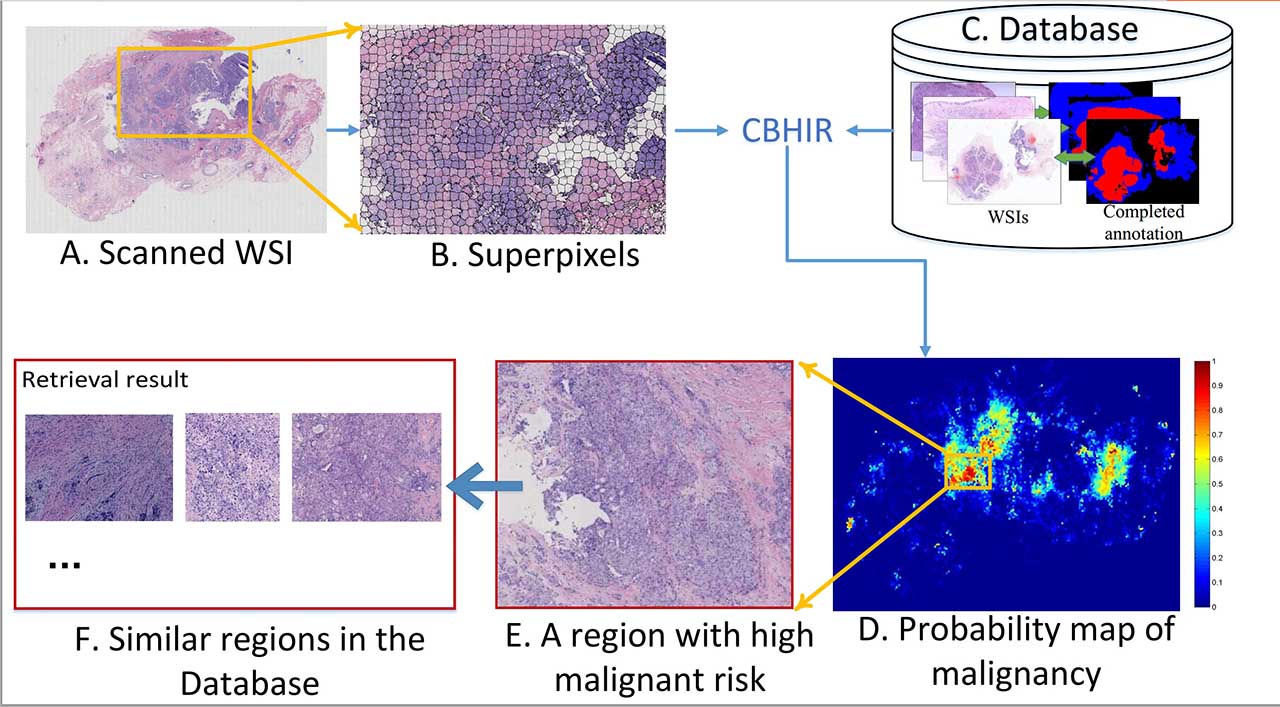 C. Database
CBHIR
WSIs
Completed
annotation
A. Scanned WSI
B. Superpixels
Retrieval result
...
1
0.9
0.8
0.7
0.6
0.5
0.4
0.3
0.2
0.1
0
F. Similar regions in the
Database
E. A region with high
malignant risk
D. Probability map of
malignancy